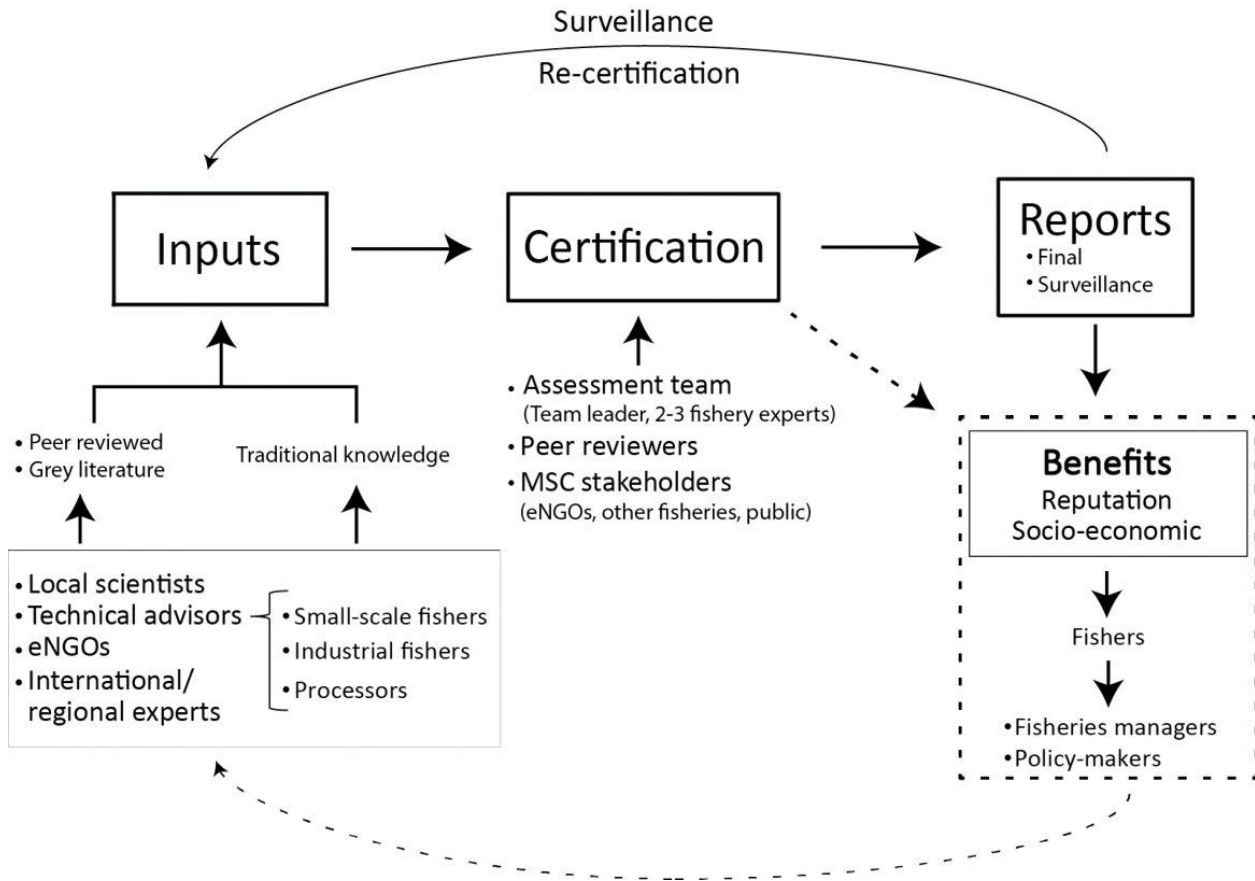 Surveillance
Re-certification
Inputs
Certification
Reports
• Final
• Surveillance
• Peer reviewed
• Grey literature
Traditional knowledge
• Assessment team
(Team leader, 2-3 fishery experts)
• Peer reviewers
• MSC stakeholders
(eNGOs, other fisheries, public)
• Local scientists
• Technical advisors
• eNGOs
• International/
regional experts
• Small-scale fishers
• Industrial fishers
• Processors
Benefits
Reputation
Socio-economic
Fishers
• Fisheries managers
• Policy-makers